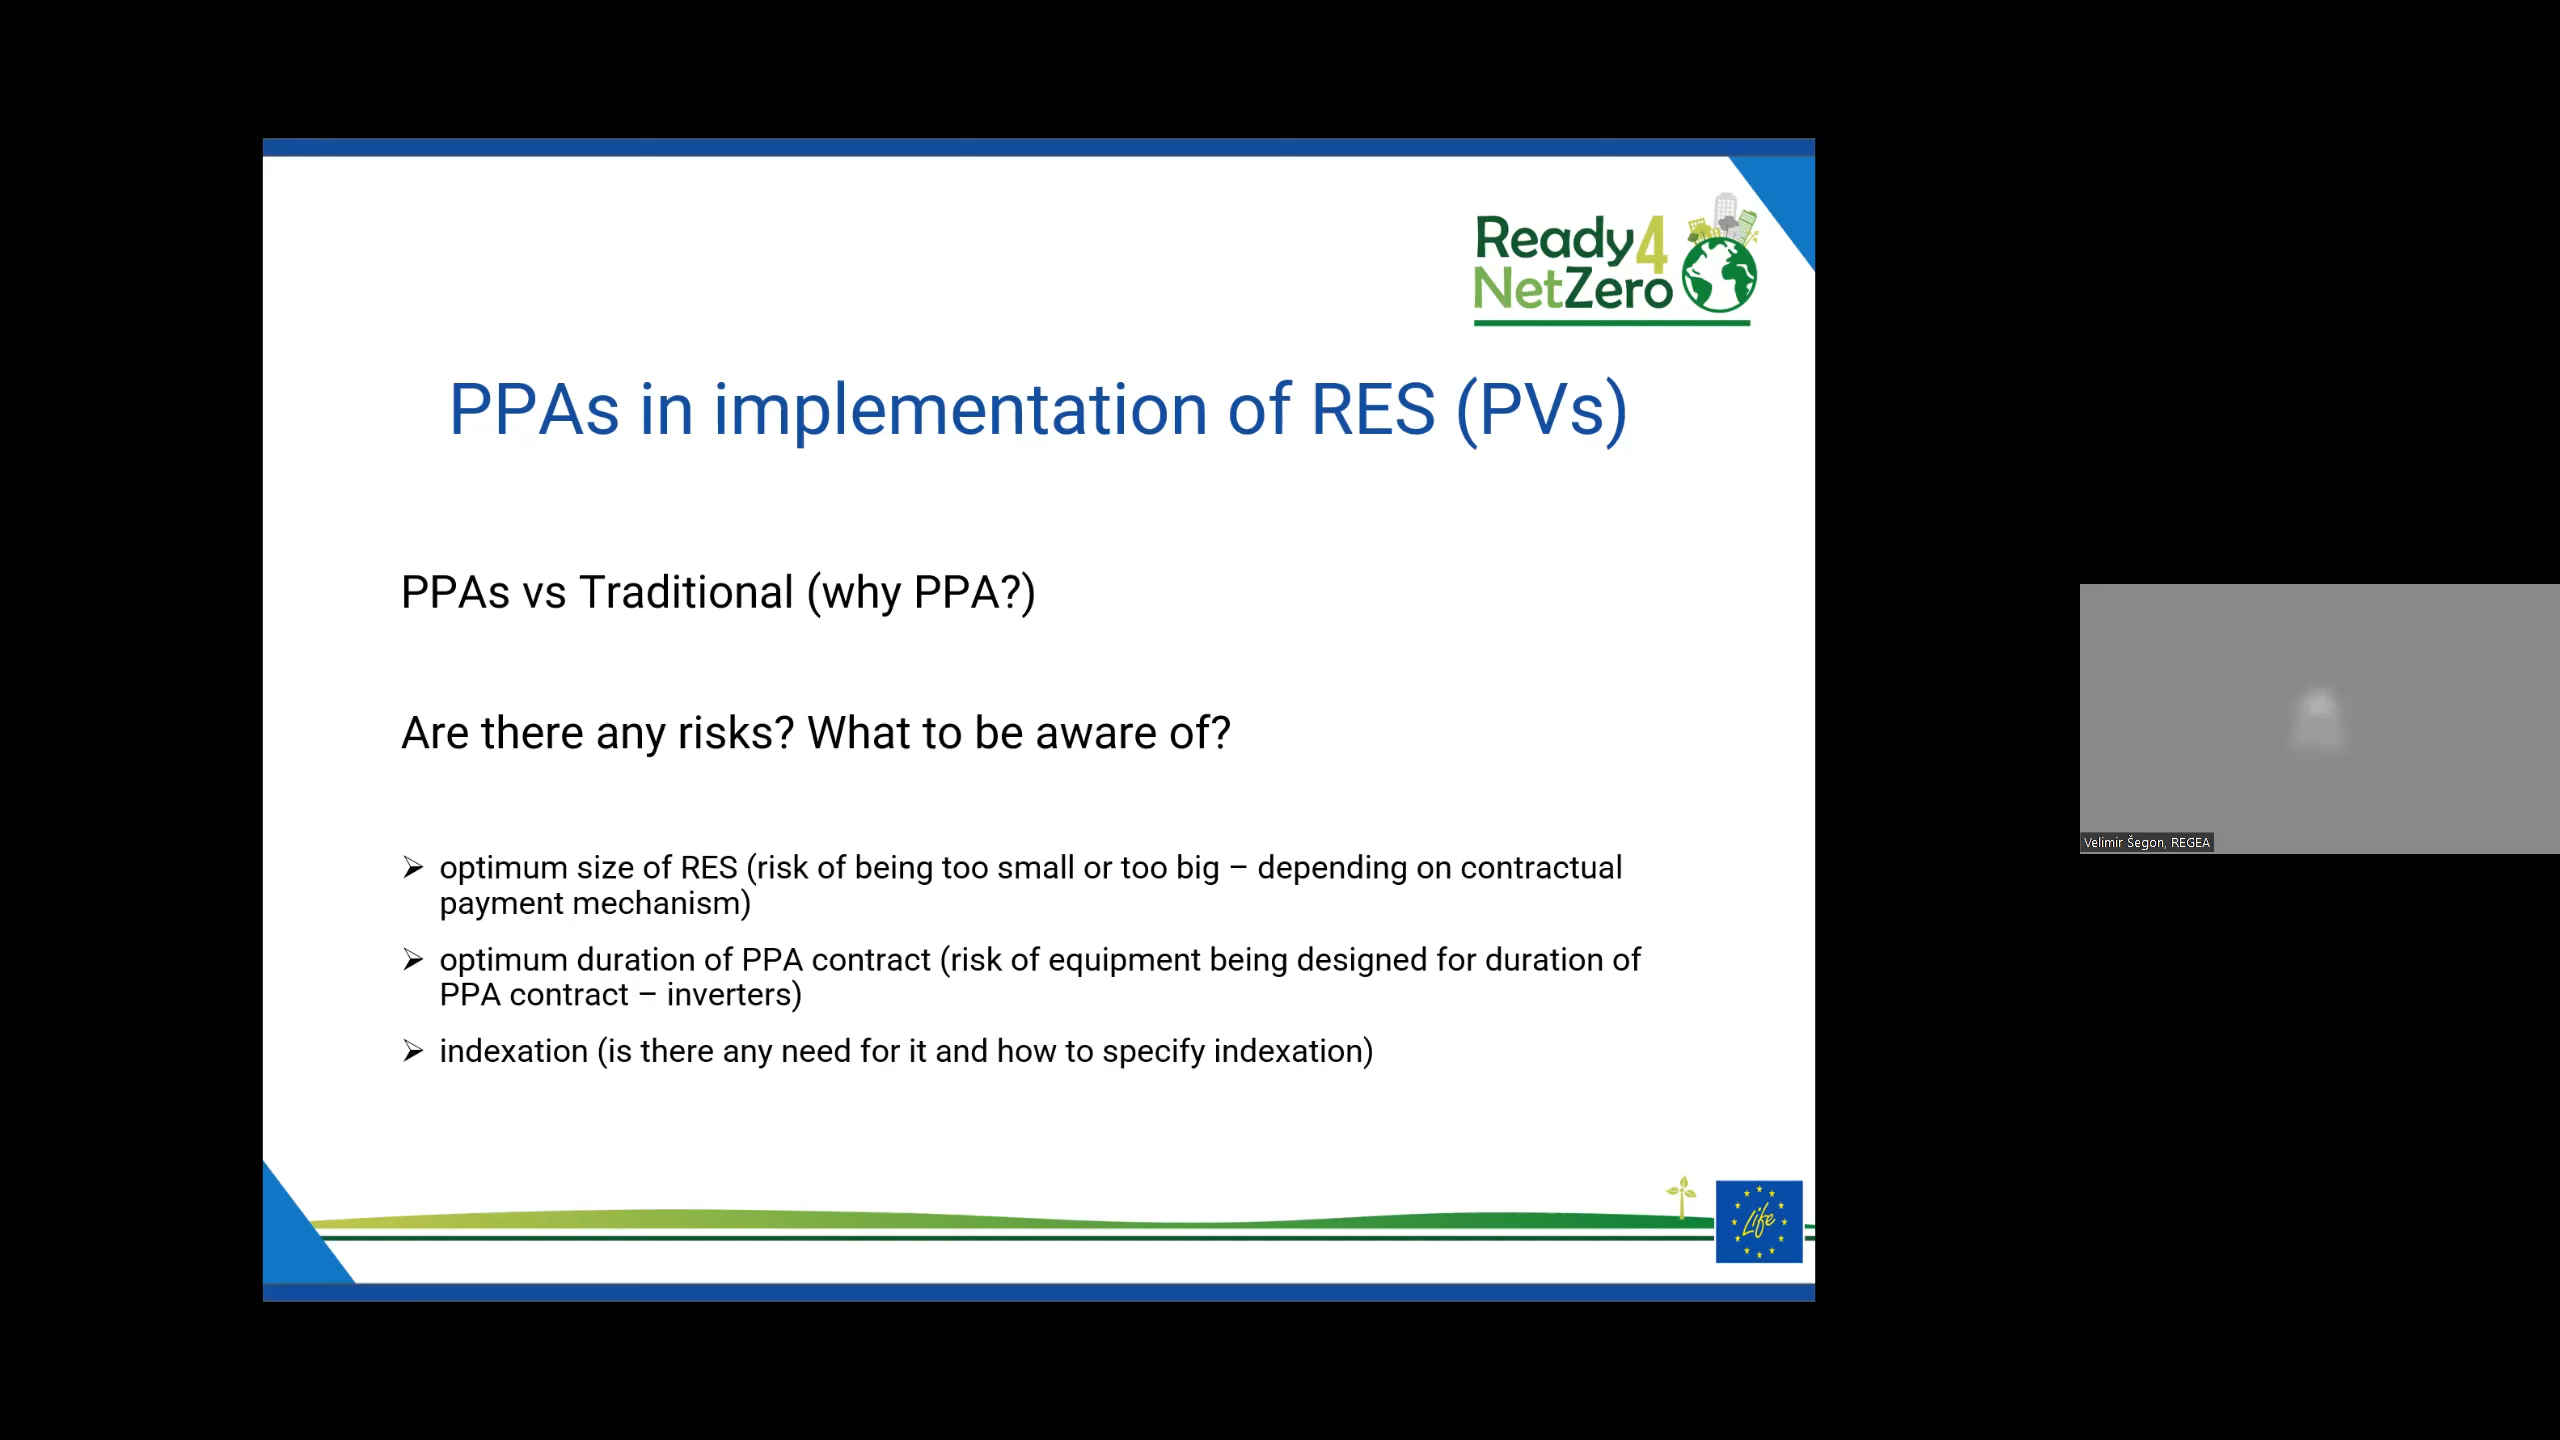 Ready4
NetZero
PPAs in implementation of RES (PVs)
PPAs vs Traditional (why PPA?)
Are there any risks? What to be aware of?
➢ optimum size of RES (risk of being too small or too big – depending on contractual
payment mechanism)
➢ optimum duration of PPA contract (risk of equipment being designed for duration of
PPA contract – inverters)
➢ indexation (is there any need for it and how to specify indexation)
Life
Velimir Šegon, REGEA